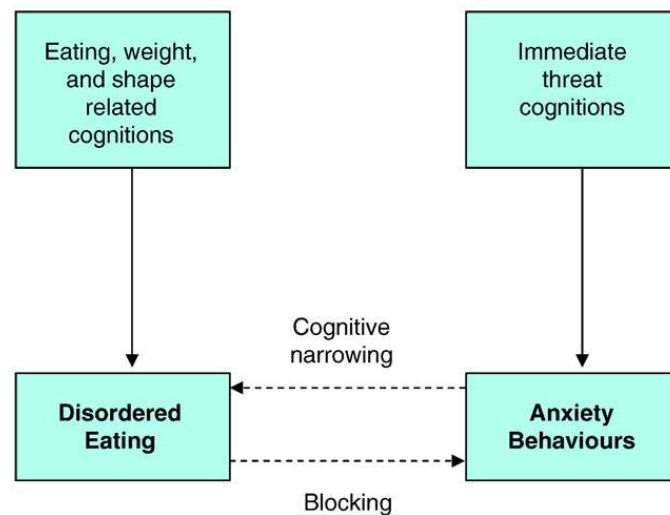 Eating, weight,
and shape
related
cognitions
Immediate
threat
cognitions
Cognitive
narrowing
Disordered
Eating
Anxiety
Behaviours
Blocking